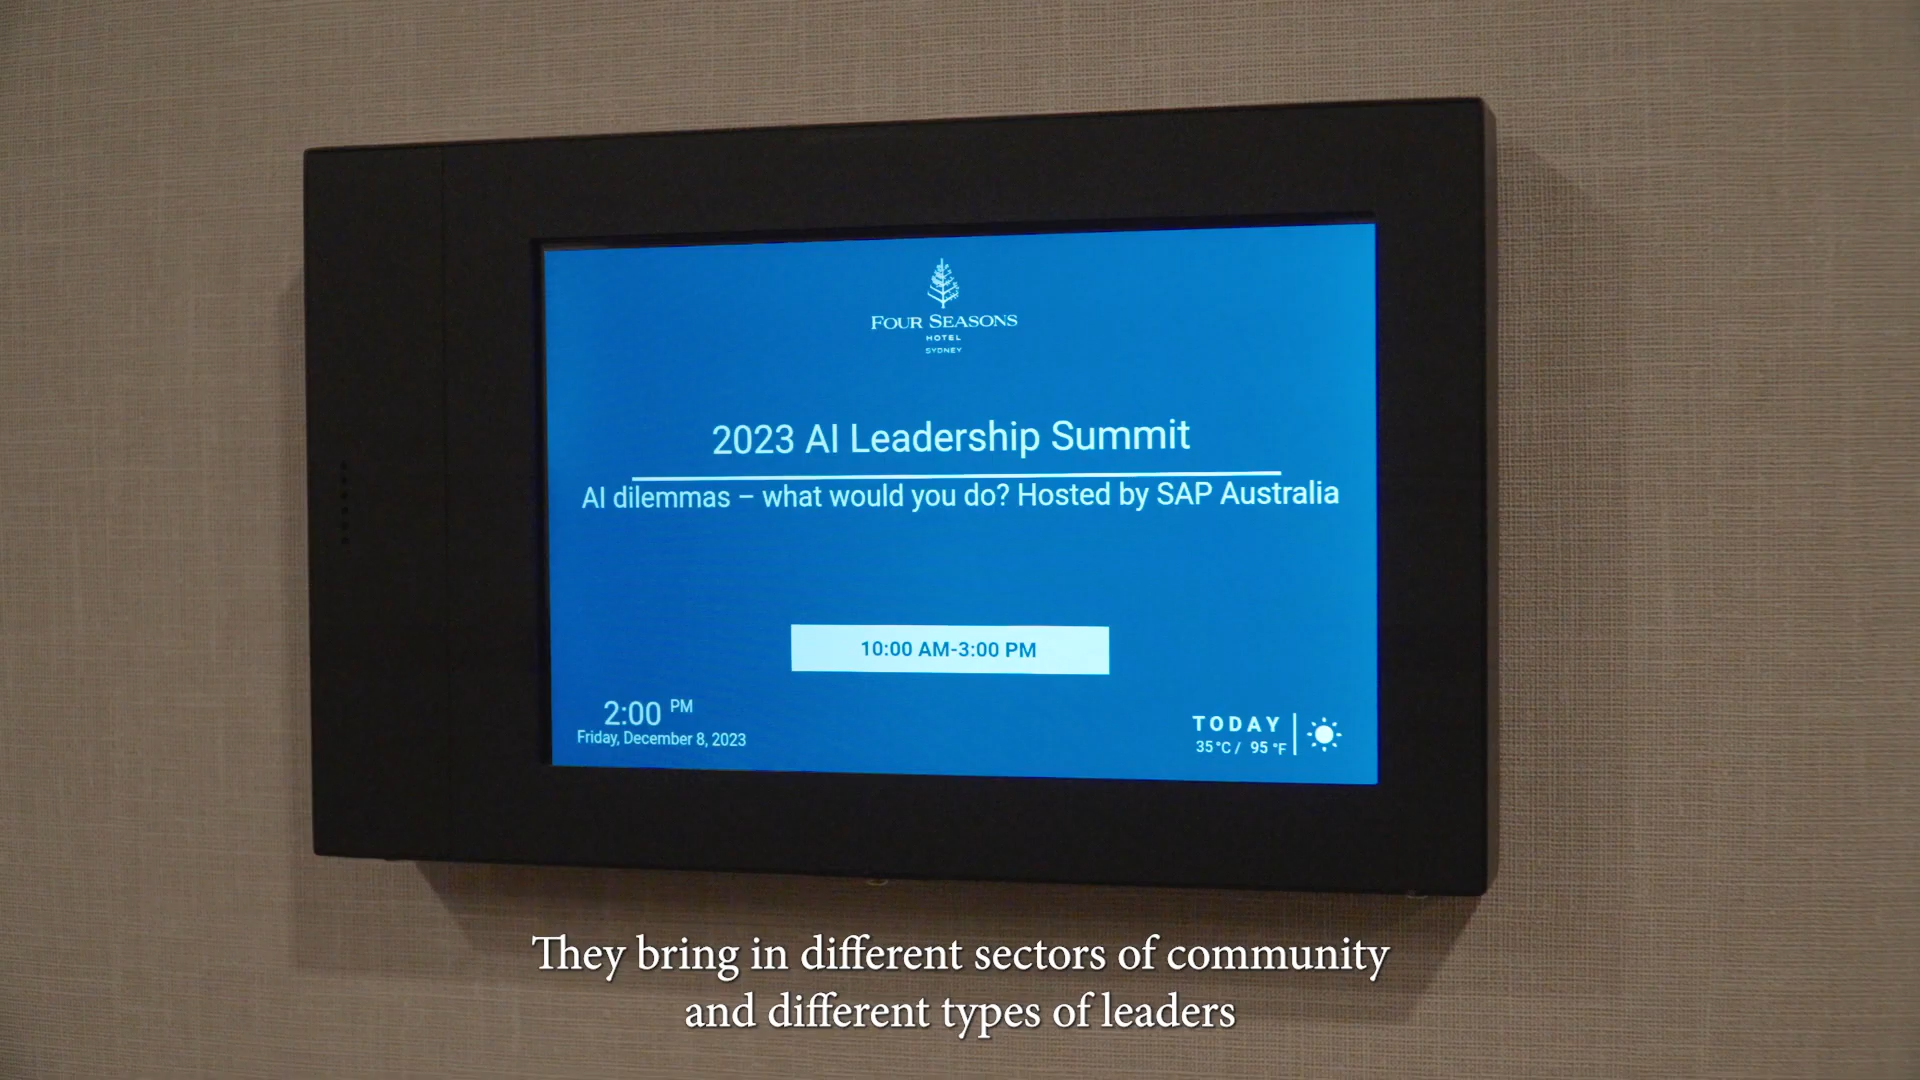 FOUR SEASONS
HOTEL
SYDNEY
2023 AI Leadership Summit
AI dilemmas – what would you do? Hosted by SAP Australia
10:00 AM-3:00 PM
2:00 PM
Friday, December 8, 2023
TODAY
35°C / 95 °F
They bring in different sectors of community
and different types of leaders